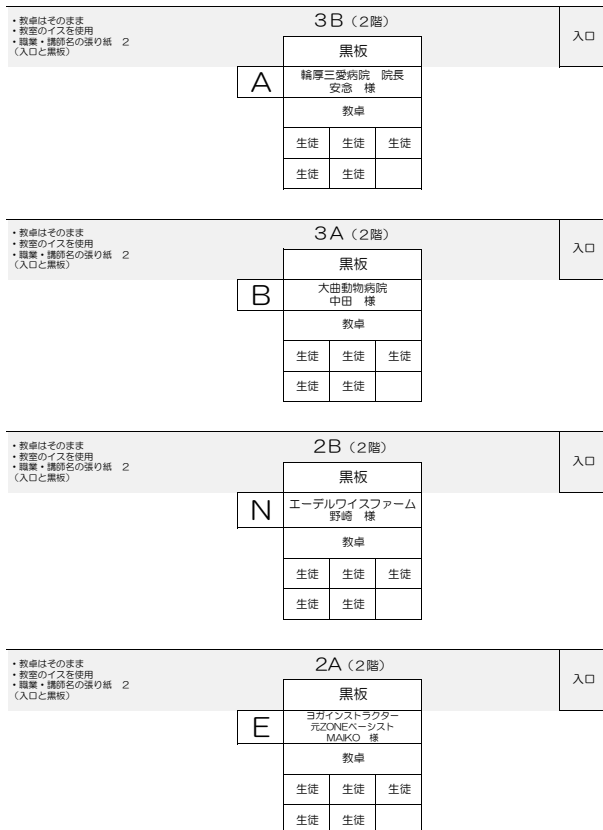 ・教卓はそのまま
・教室のイスを使用
・職業・講師名の張り紙　2
（入口と黒板）
3B（2階）
入口
黒板
A
輪厚三愛病院　院長
安念　様
教卓
生徒 生徒 生徒
生徒 生徒
・教卓はそのまま
・教室のイスを使用
・職業・講師名の張り紙　2
（入口と黒板）
3A（2階）
入口
黒板
B
大曲動物病院
中田　様
教卓
生徒 生徒 生徒
生徒 生徒
・教卓はそのまま
・教室のイスを使用
・職業・講師名の張り紙　2
（入口と黒板）
2B（2階）
入口
黒板
N
エーデルワイスファーム
野崎　様
教卓
生徒 生徒 生徒
生徒 生徒
・教卓はそのまま
・教室のイスを使用
・職業・講師名の張り紙　2
（入口と黒板）
2A（2階）
入口
黒板
E
ヨガインストラクター
元ZONEベーシスト
MAIKO　様
教卓
生徒 生徒 生徒
生徒 生徒